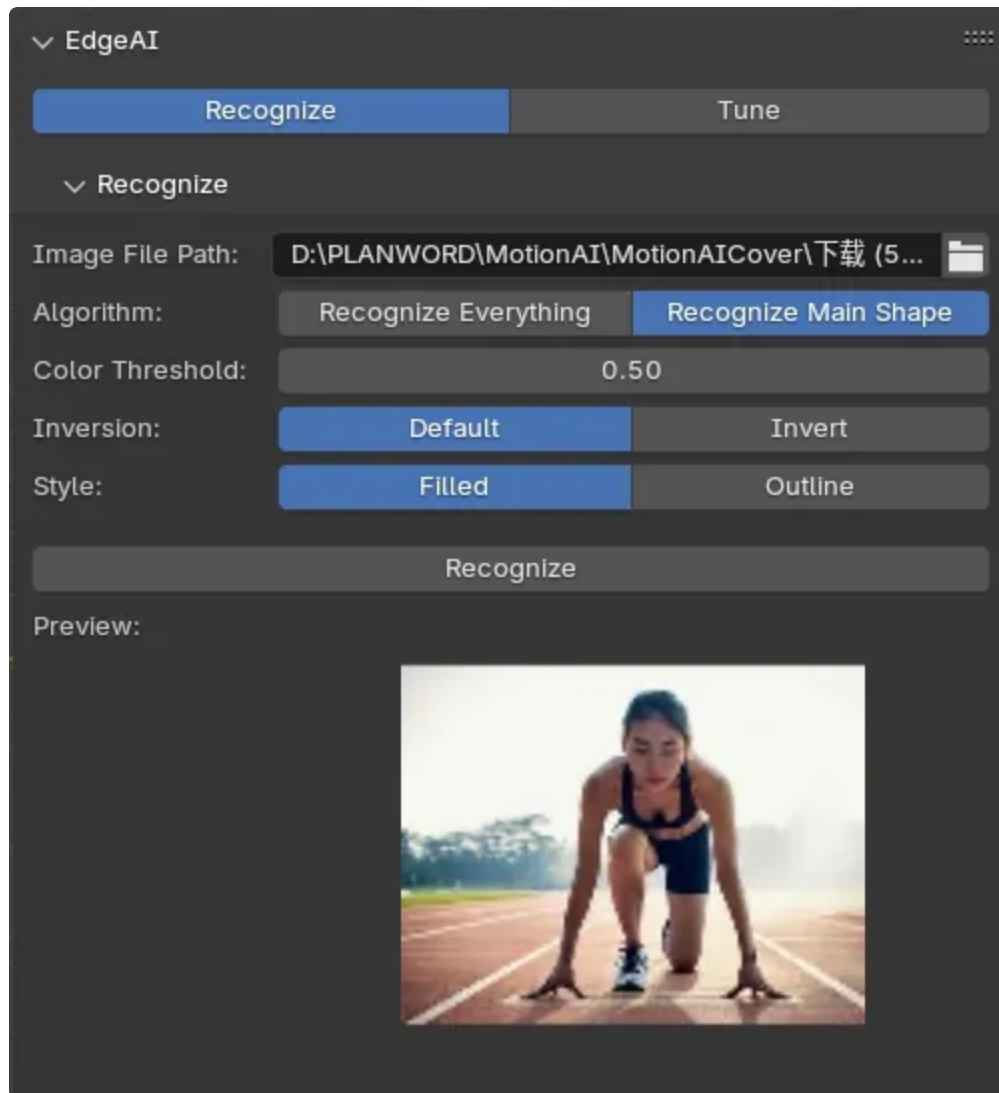 EdgeAI
Recognize Tune
Recognize
Image File Path: D:\PLANWORD\MotionAI\MotionAICover\下载 (5...
Algorithm: Recognize Everything Recognize Main Shape
Color Threshold: 0.50
Inversion: Default Invert
Style: Filled Outline
Recognize
Preview: